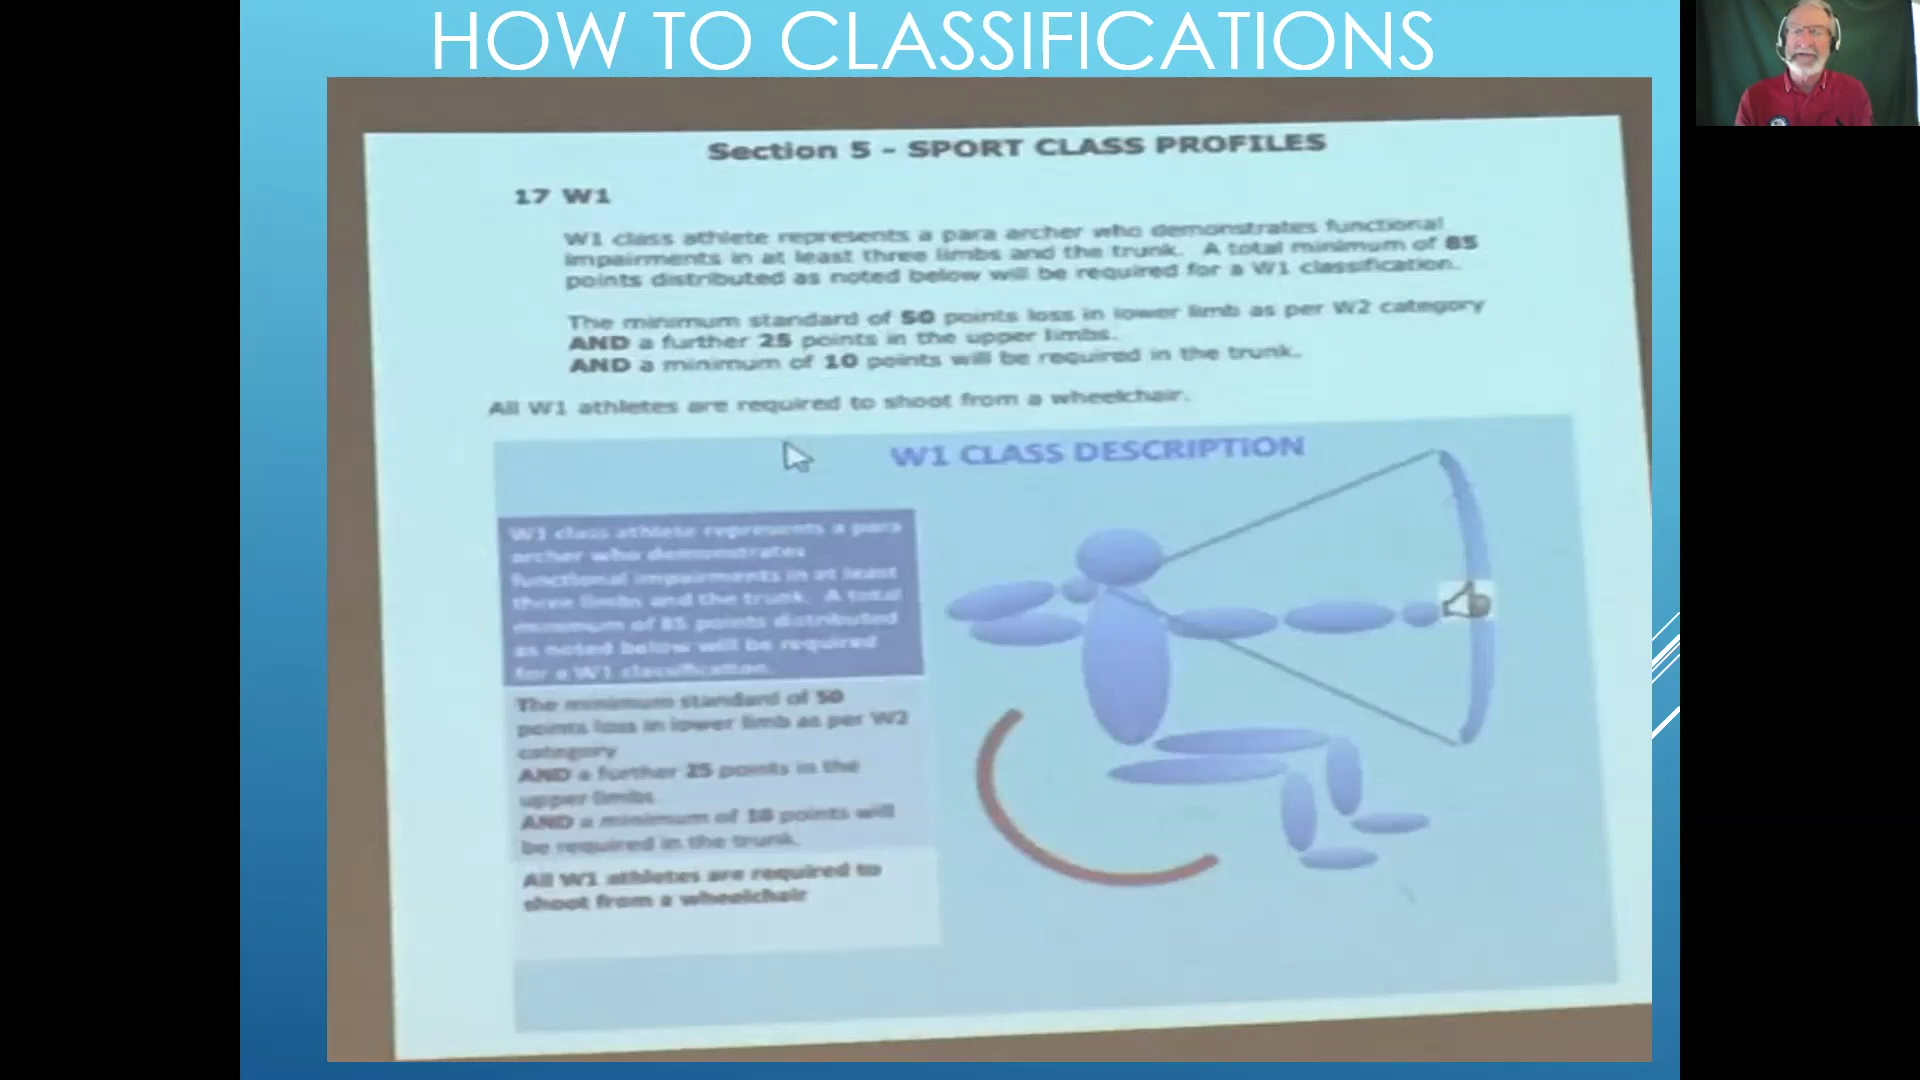 HOW TO CLASSIFICATIONS
Section 5 - SPORT CLASS PROFILES
17 W1
W1 class athlete represents a para archer who demonstrates functional
impairments in at least three limbs and the trunk. A total minimum of 85
points distributed as noted below will be required for a W1 classification.
The minimum standard of 50 points loss in lower limb as per W2 category
AND a further 25 points in the upper limbs.
AND a minimum of 10 points will be required in the trunk.
All W1 athletes are required to shoot from a wheelchair.
W1 CLASS DESCRIPTION
W1 class athlete represents a para
archer who demonstrates
functional impairments in at least
three limbs and the trunk. A total
minimum of 85 points distributed
as noted below will be required
for a W1 classification.
The minimum standard of 50
points loss in lower limb as per W2
category
AND a further 25 points in the
upper limbs
AND a minimum of 10 points will
be required in the trunk.
All W1 athletes are required to
shoot from a wheelchair